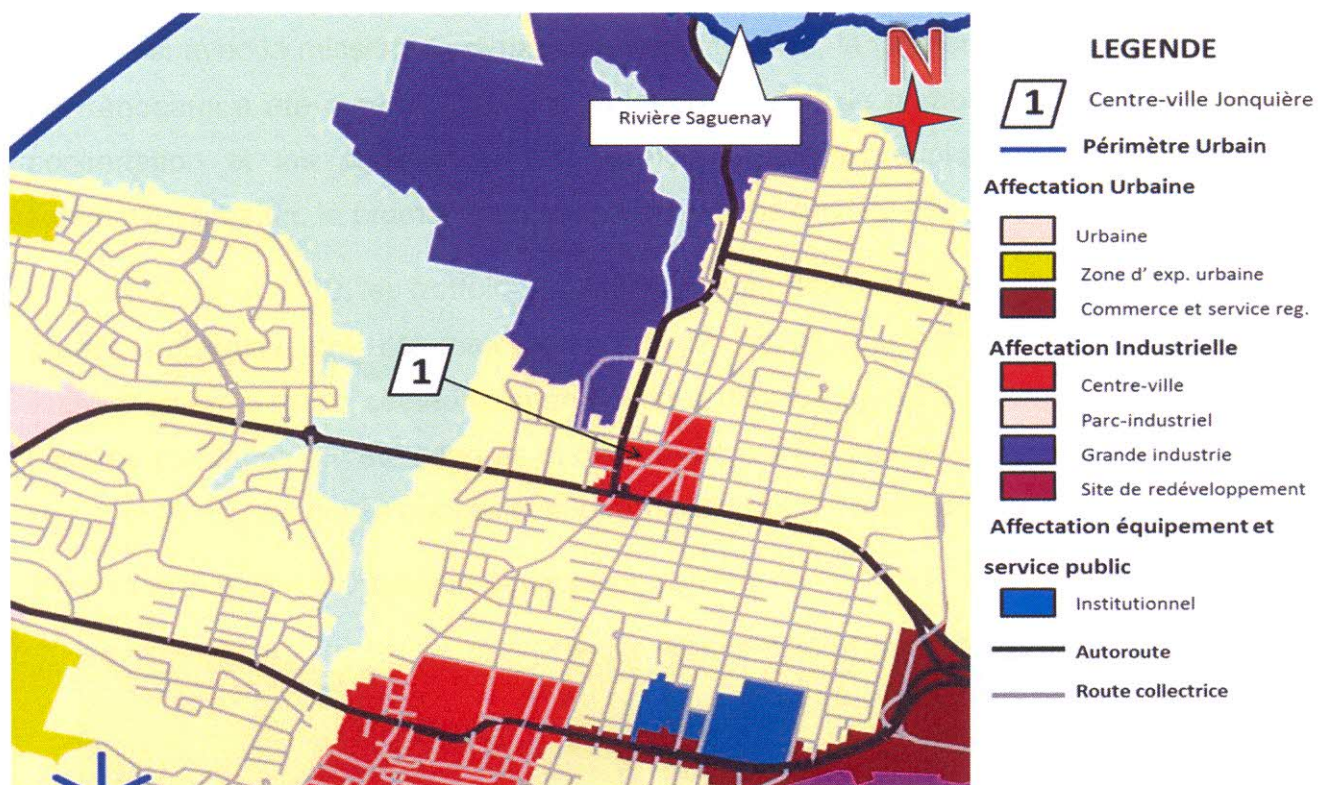 N
Rivière Saguenay
1
LEGENDE
1 Centre-ville Jonquière
Périmètre Urbain
Affectation Urbaine
Urbaine
Zone d' exp. urbaine
Commerce et service reg.
Affectation Industrielle
Centre-ville
Parc-industriel
Grande industrie
Site de redéveloppement
Affectation équipement et
service public
Institutionnel
Autoroute
Route collectrice